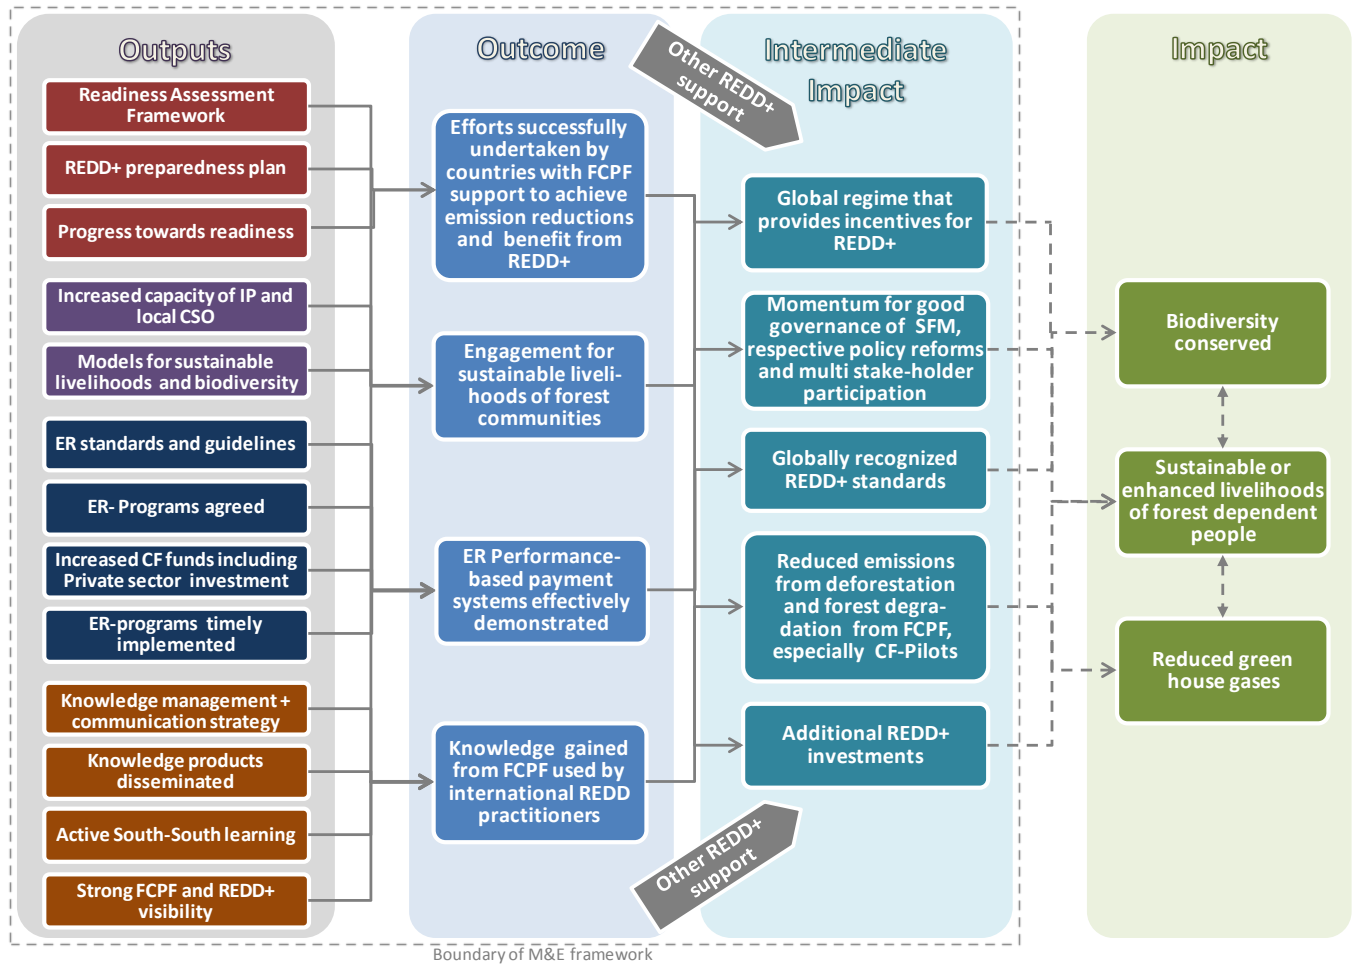 Outputs
Readiness Assessment
Framework
REDD+ preparedness plan
Progress towards readiness
Increased capacity of IP and
local CSO
Models for sustainable
livelihoods and biodiversity
ER standards and guidelines
ER- Programs agreed
Increased CF funds including
Private sector investment
ER-programs timely
implemented
Knowledge management +
communication strategy
Knowledge products
disseminated
Active South-South learning
Strong FCPF and REDD+
visibility
Outcome
Efforts successfully
undertaken by
countries with FCPF
support to achieve
emission reductions
and benefit from
REDD+
Engagement for
sustainable liveli-
hoods of forest
communities
ER Performance-
based payment
systems effectively
demonstrated
Knowledge gained
from FCPF used by
international REDD
practitioners
Other REDD+
support
Intermediate
Impact
Global regime that
provides incentives for
REDD+
Momentum for good
governance of SFM,
respective policy reforms
and multi stake-holder
participation
Globally recognized
REDD+ standards
Reduced emissions
from deforestation
and forest degra-
dation from FCPF,
especially CF-Pilots
Additional REDD+
investments
Other REDD+
support
Impact
Biodiversity
conserved
Sustainable or
enhanced livelihoods
of forest dependent
people
Reduced green
house gases
Boundary of M&E framework